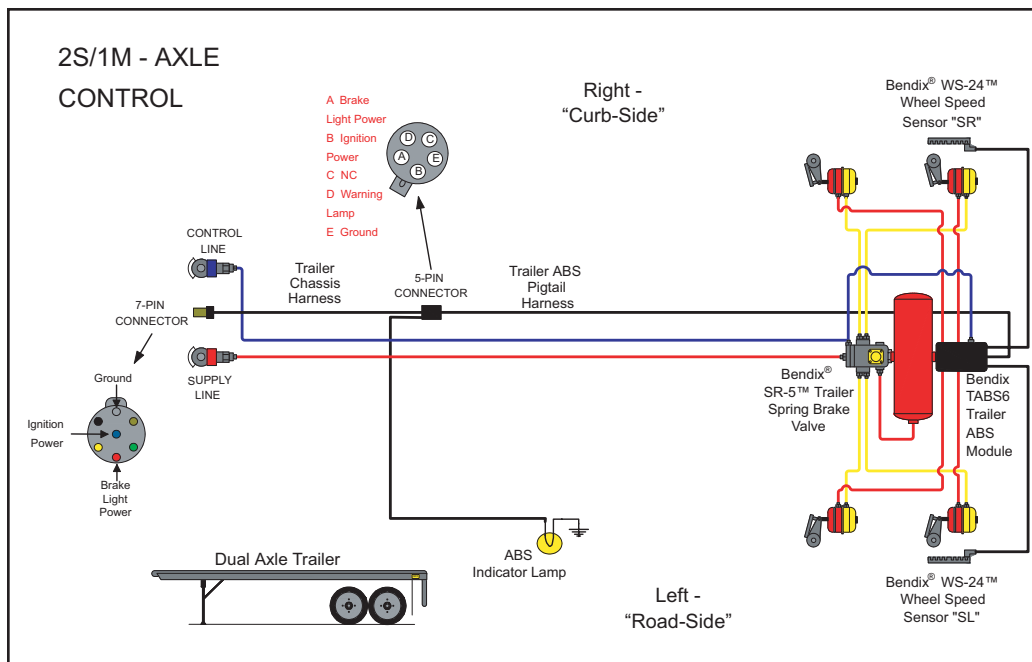 2S/1M - AXLE
CONTROL
A Brake
Light Power
B Ignition
Power
C NC
D Warning
Lamp
E Ground
D
C
A
E
B
Right -
“Curb-Side”
Bendix® WS-24™
Wheel Speed
Sensor "SR"
CONTROL
LINE
Trailer
Chassis
Harness
5-PIN
CONNECTOR
Trailer ABS
Pigtail
Harness
7-PIN
CONNECTOR
SUPPLY
LINE
Ground
Ignition
Power
Brake
Light
Power
Bendix®
SR-5™ Trailer
Spring Brake
Valve
Bendix
TABS6
Trailer
ABS
Module
ABS
Indicator Lamp
Dual Axle Trailer
Left -
“Road-Side”
Bendix® WS-24™
Wheel Speed
Sensor "SL"